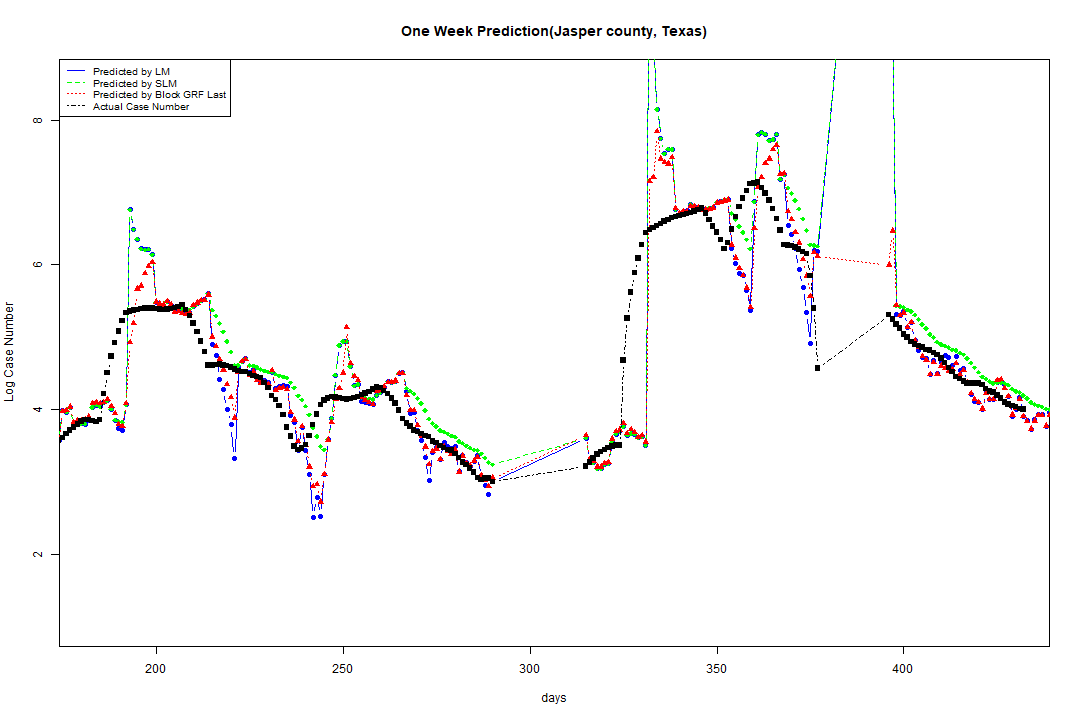 One Week Prediction(Jasper county, Texas)
Predicted by LM
Predicted by SLM
Predicted by Block GRF Last
Actual Case Number
8
6
4
2
Log Case Number
200 250 300 350 400
days